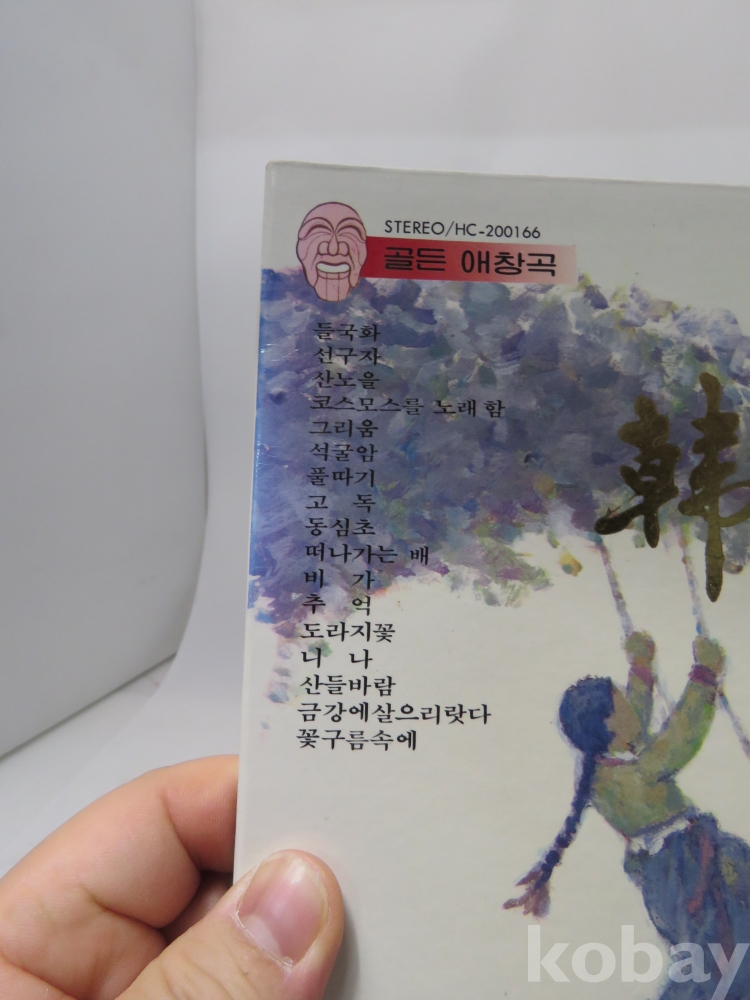 STEREO/HC-200166
골든 애창곡
들국화
선구자
산노을
코스모스를 노래함
그리움
석굴암
풀따기
고 독
동심초
떠나가는 배
비 가
추 억
도라지꽃
니 나
산들바람
금강에살으리랏다
꽃구름속에
韓
kobay